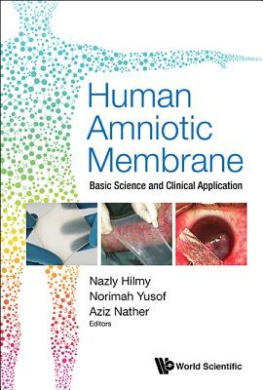 Human
Amniotic
Membrane
Basic Science and Clinical Application
Nazly Hilmy
Norimah Yusof
Aziz Nather
Editors
World Scientific